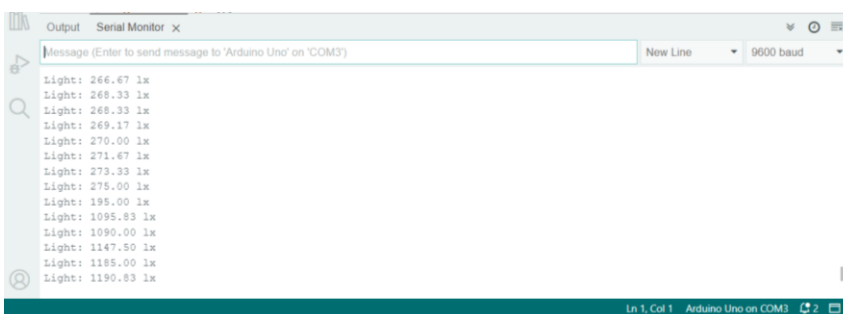 Output Serial Monitor x
Message (Enter to send message to 'Arduino Uno' on 'COM3') New Line 9600 baud
Light: 266.67 lx
Light: 268.33 lx
Light: 268.33 lx
Light: 269.17 lx
Light: 270.00 lx
Light: 271.67 lx
Light: 273.33 lx
Light: 275.00 lx
Light: 195.00 lx
Light: 1095.83 lx
Light: 1090.00 lx
Light: 1147.50 lx
Light: 1185.00 lx
Light: 1190.83 lx
Ln 1, Col 1 Arduino Uno on COM3 2